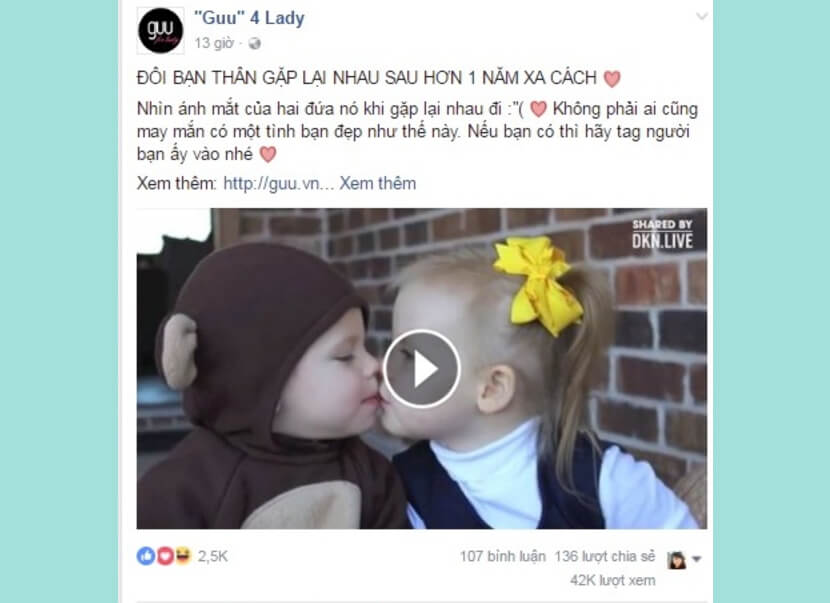 guu
for lady
"Guu" 4 Lady
13 giờ ·
ĐÔI BẠN THÂN GẶP LẠI NHAU SAU HƠN 1 NĂM XA CÁCH
Nhìn ánh mắt của hai đứa nó khi gặp lại nhau đi :"( Không phải ai cũng
may mắn có một tình bạn đẹp như thế này. Nếu bạn có thì hãy tag người
bạn ấy vào nhé
Xem thêm: http://guu.vn... Xem thêm
SHARED BY
DKN.LIVE
2,5K
107 bình luận 136 lượt chia sẻ
42K lượt xem